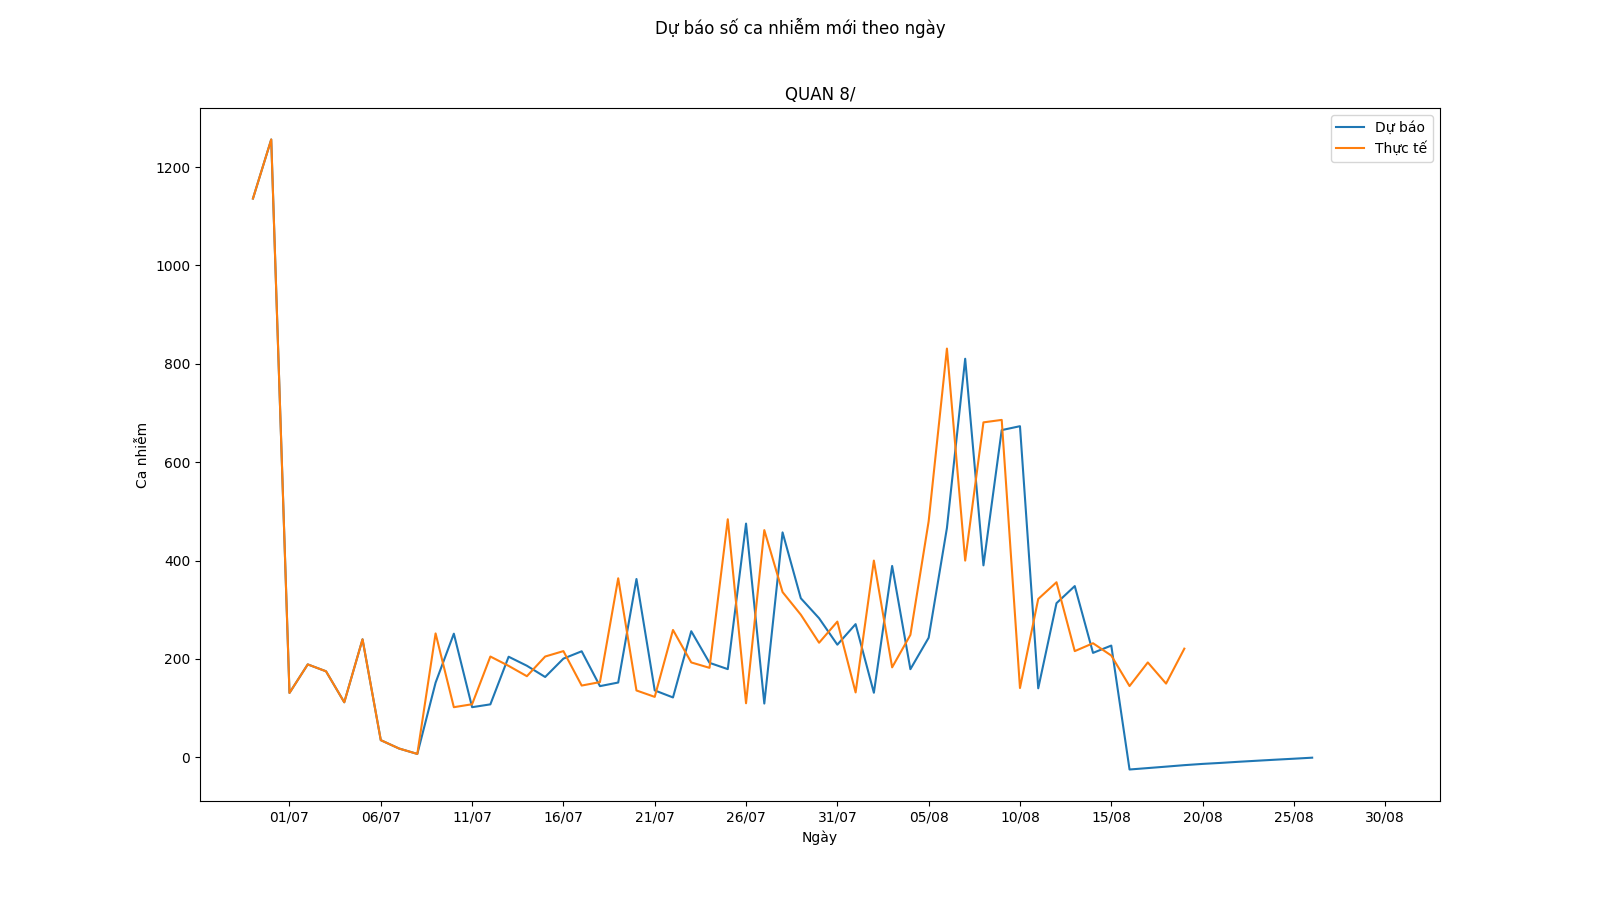 Dự báo số ca nhiễm mới theo ngày
QUAN 8/
Dự báo
Thực tế
1200
1000
800
600
400
200
0
Ca nhiễm
01/07 06/07 11/07 16/07 21/07 26/07 31/07 05/08 10/08 15/08 20/08 25/08 30/08
Ngày